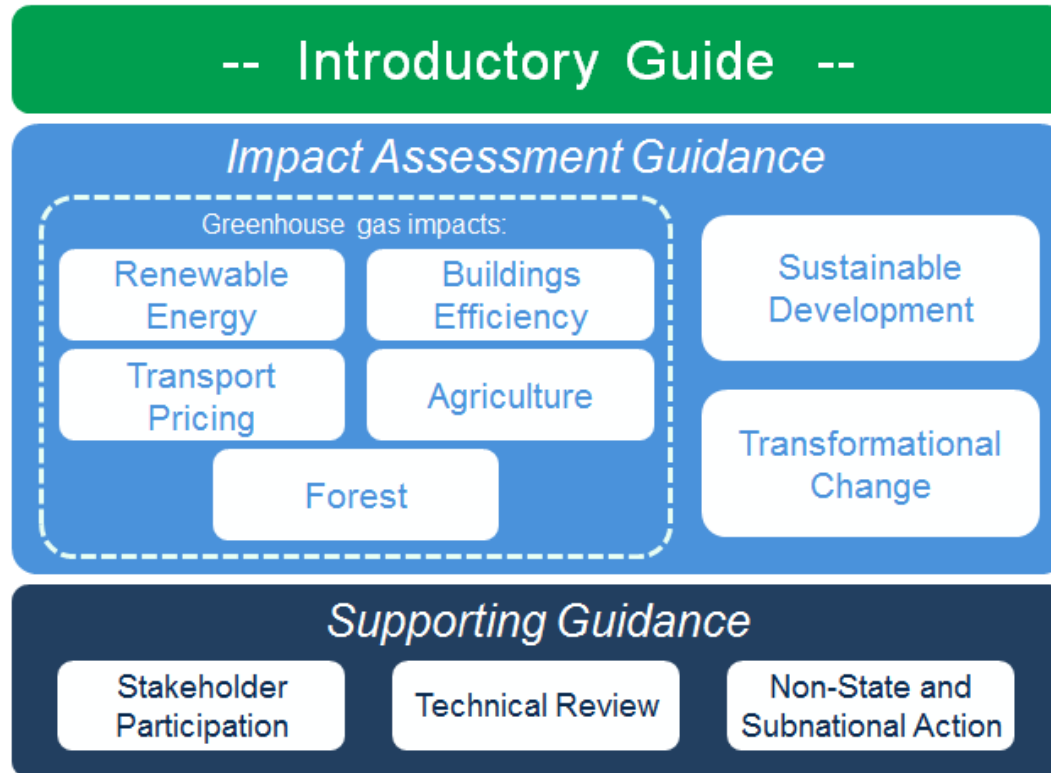 -- Introductory Guide --
Impact Assessment Guidance
Greenhouse gas impacts:
Renewable
Energy
Buildings
Efficiency
Transport
Pricing
Agriculture
Forest
Sustainable
Development
Transformational
Change
Supporting Guidance
Stakeholder
Participation
Technical Review
Non-State and
Subnational Action